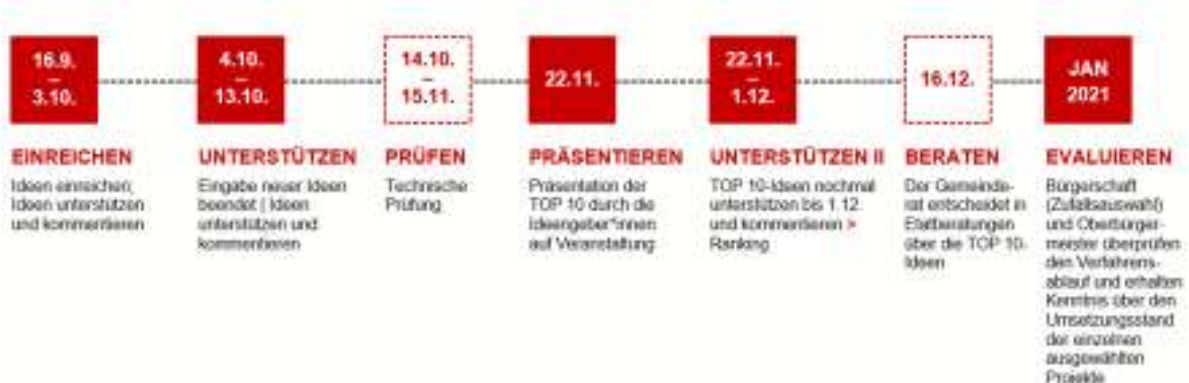 16.9.
–
3.10.
EINREICHEN
Ideen einreichen;
Ideen unterstützen
und kommentieren
4.10.
–
13.10.
UNTERSTÜTZEN
Eingabe neuer Ideen
beendet | Ideen
unterstützen und
kommentieren
14.10.
–
15.11.
PRÜFEN
Technische
Prüfung
22.11.
PRÄSENTIEREN
Präsentation der
TOP 10 durch die
Ideengeber*innen
auf Veranstaltung
22.11.
–
1.12.
UNTERSTÜTZEN II
TOP 10-Ideen nochmal
unterstützen bis 1.12.
und kommentieren >
Ranking
16.12.
BERATEN
Der Gemeinde-
rat entscheidet in
Etatberatungen
über die TOP 10-
Ideen
JAN
2021
EVALUIEREN
Bürgerschaft
(Zufallsauswahl)
und Oberbürger-
meister überprüfen
den Verfahrens-
ablauf und erhalten
Kenntnis über den
Umsetzungsstand
der einzelnen
ausgewählten
Projekte